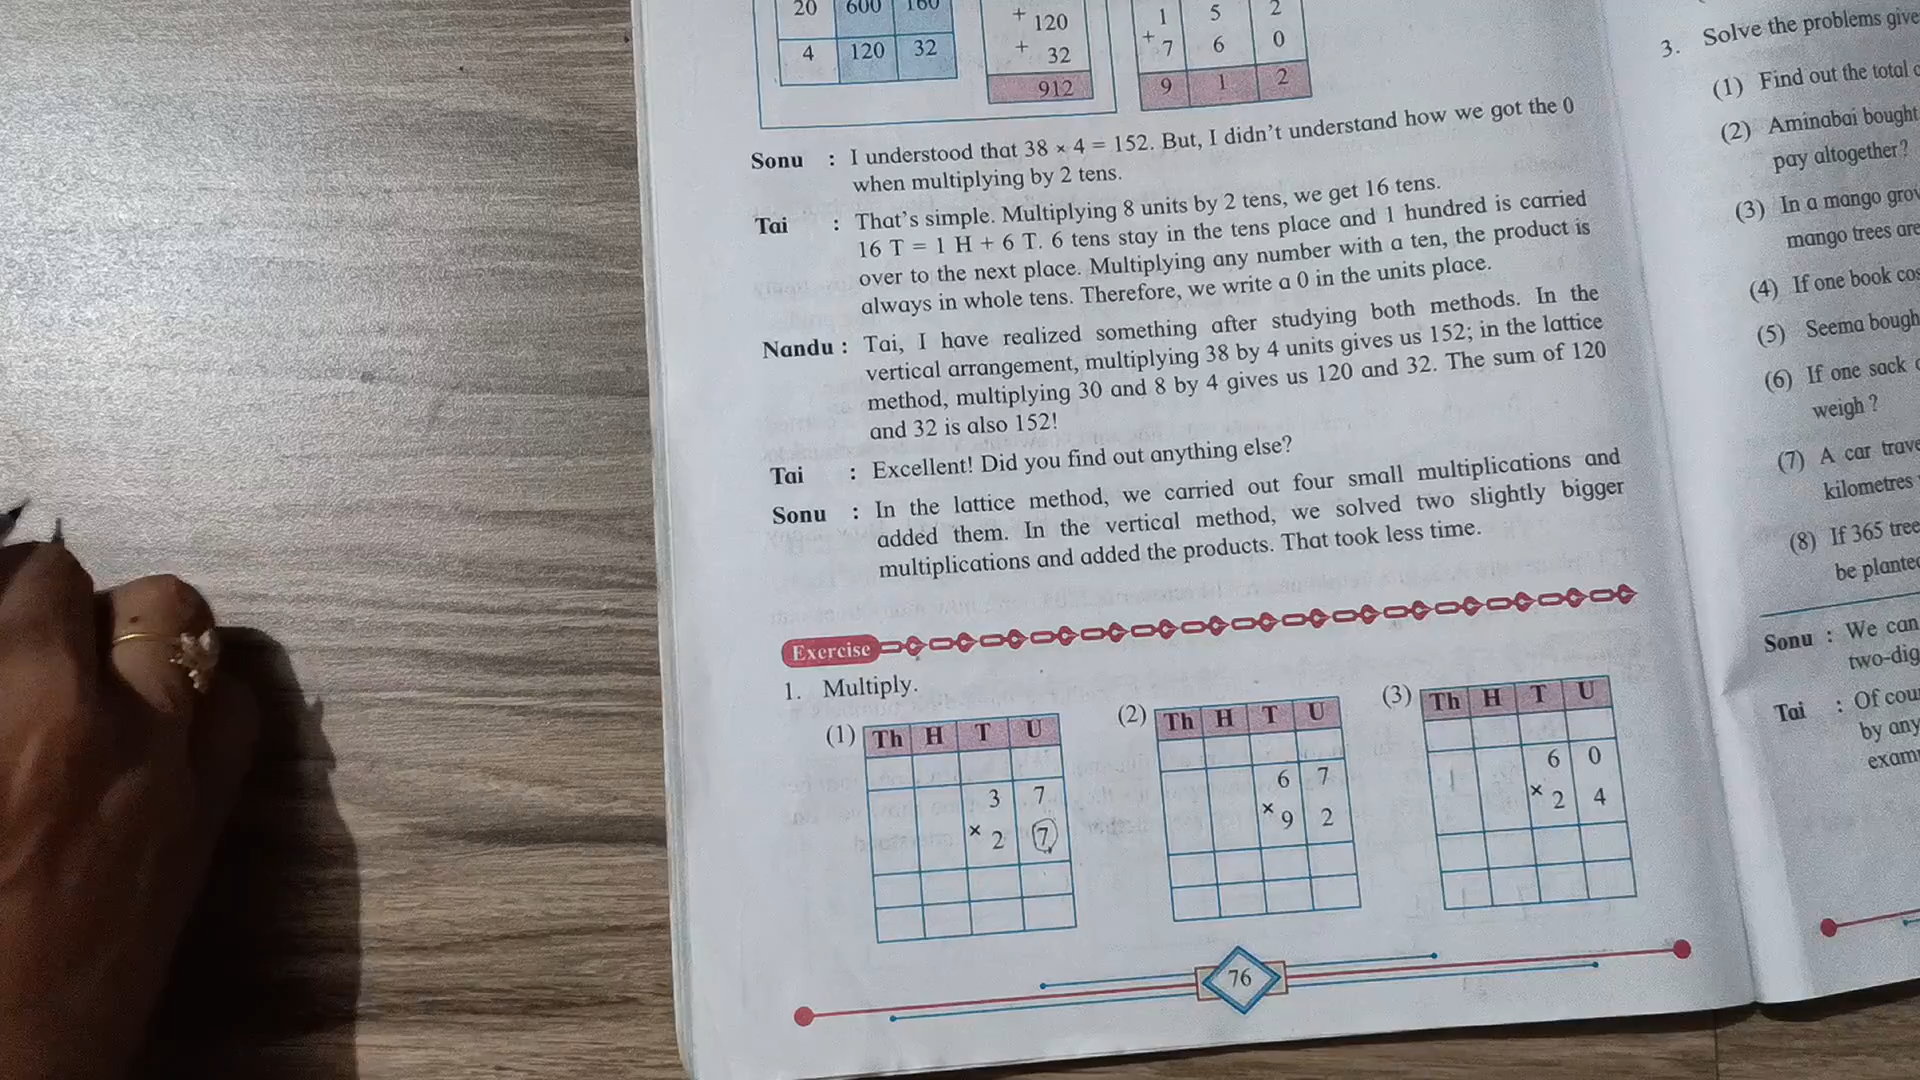 20 600 160
4 120 32
+ 120
+ 32
912
1 5 2
+ 7 6 0
9 1 2
Sonu : I understood that 38 × 4 = 152. But, I didn't understand how we got the 0
when multiplying by 2 tens.
Tai : That's simple. Multiplying 8 units by 2 tens, we get 16 tens.
16 T = 1 H + 6 T. 6 tens stay in the tens place and 1 hundred is carried
over to the next place. Multiplying any number with a ten, the product is
always in whole tens. Therefore, we write a 0 in the units place.
Nandu : Tai, I have realized something after studying both methods. In the
vertical arrangement, multiplying 38 by 4 units gives us 152; in the lattice
method, multiplying 30 and 8 by 4 gives us 120 and 32. The sum of 120
and 32 is also 152!
Tai : Excellent! Did you find out anything else?
Sonu : In the lattice method, we carried out four small multiplications and
added them. In the vertical method, we solved two slightly bigger
multiplications and added the products. That took less time.
Exercise
1. Multiply.
(1) Th H T U
3 7
× 2 7
(2) Th H T U
6 7
× 9 2
(3) Th H T U
6 0
× 2 4
76
3. Solve the problems give
(1) Find out the total
(2) Aminabai bought
pay altogether?
(3) In a mango grov
mango trees are
(4) If one book cos
(5) Seema bough
(6) If one sack
weigh ?
(7) A car trave
kilometres
(8) If 365 tree
be planted
Sonu : We can
two-dig
Tai : Of cou
by any
exam